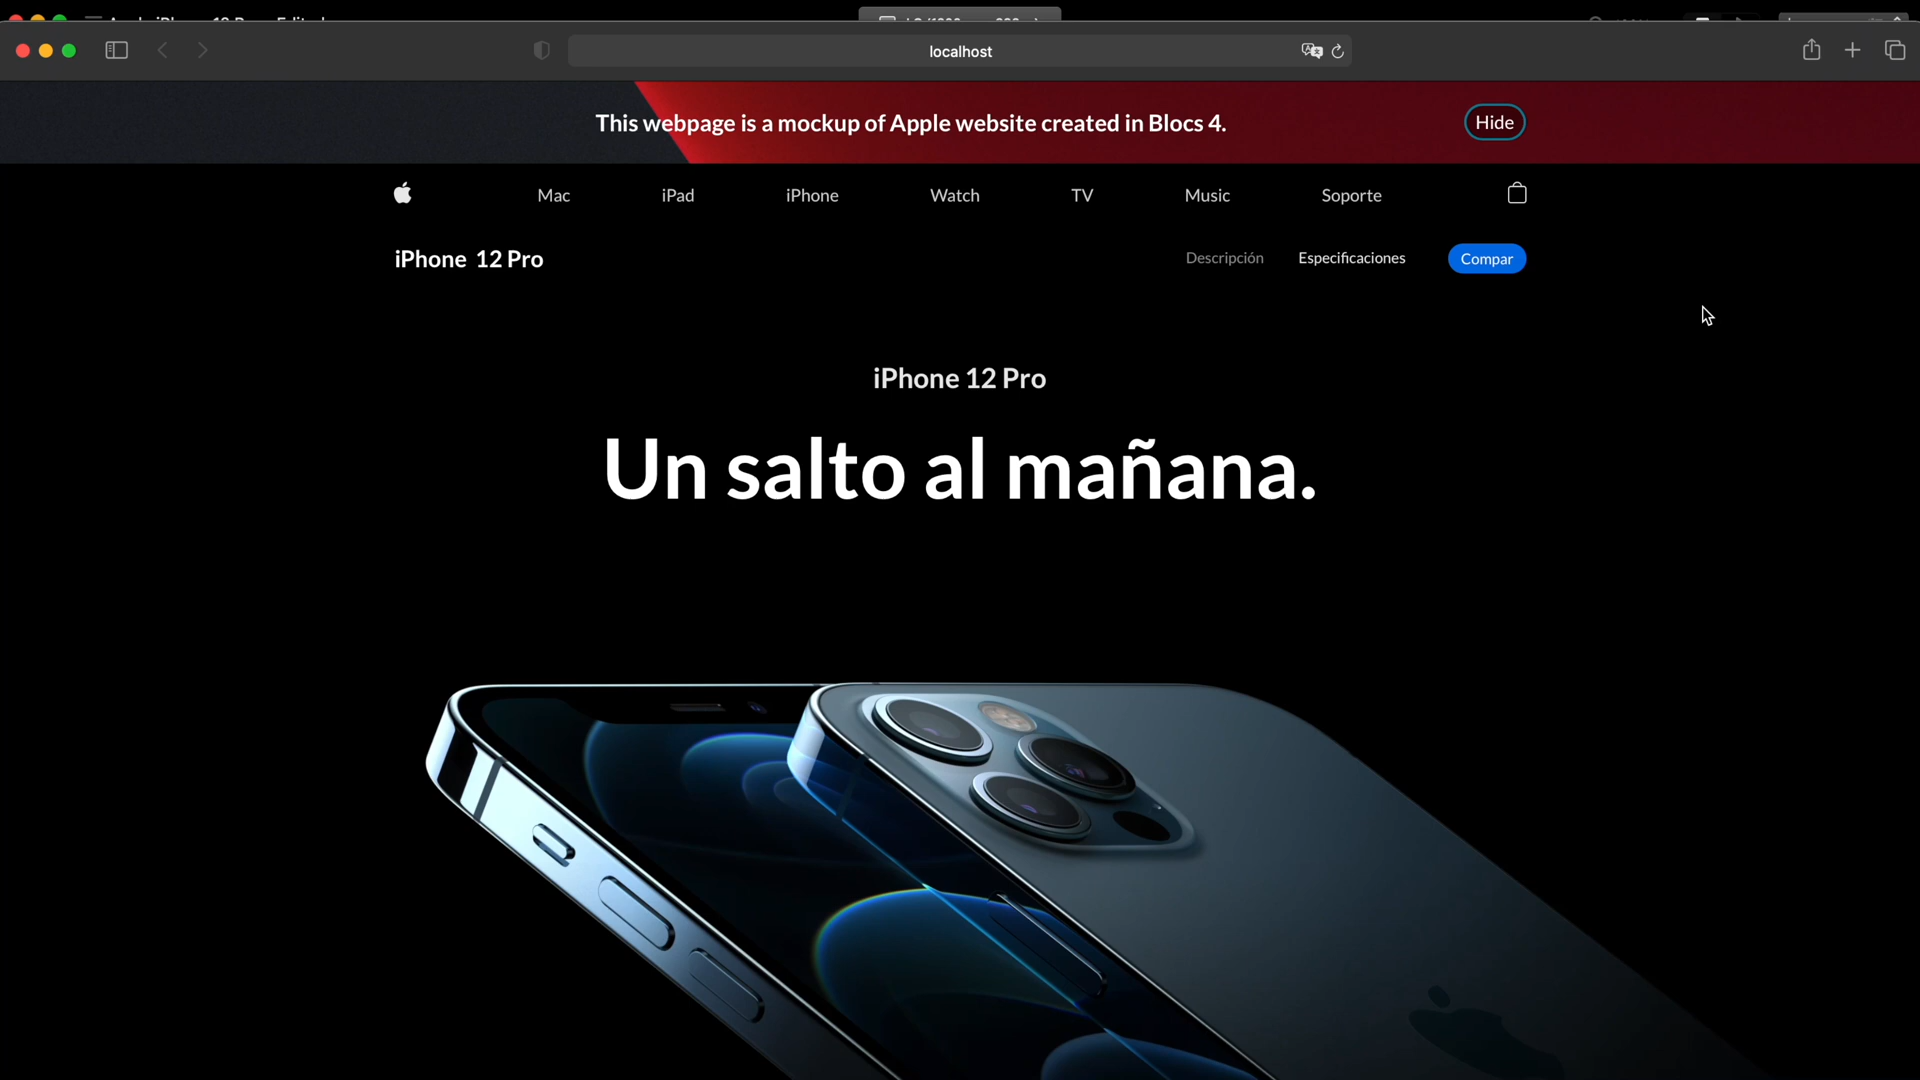 localhost
This webpage is a mockup of Apple website created in Blocs 4.
Hide
Mac iPad iPhone Watch TV Music Soporte
iPhone 12 Pro
Descripción Especificaciones Compar
iPhone 12 Pro
Un salto al mañana.